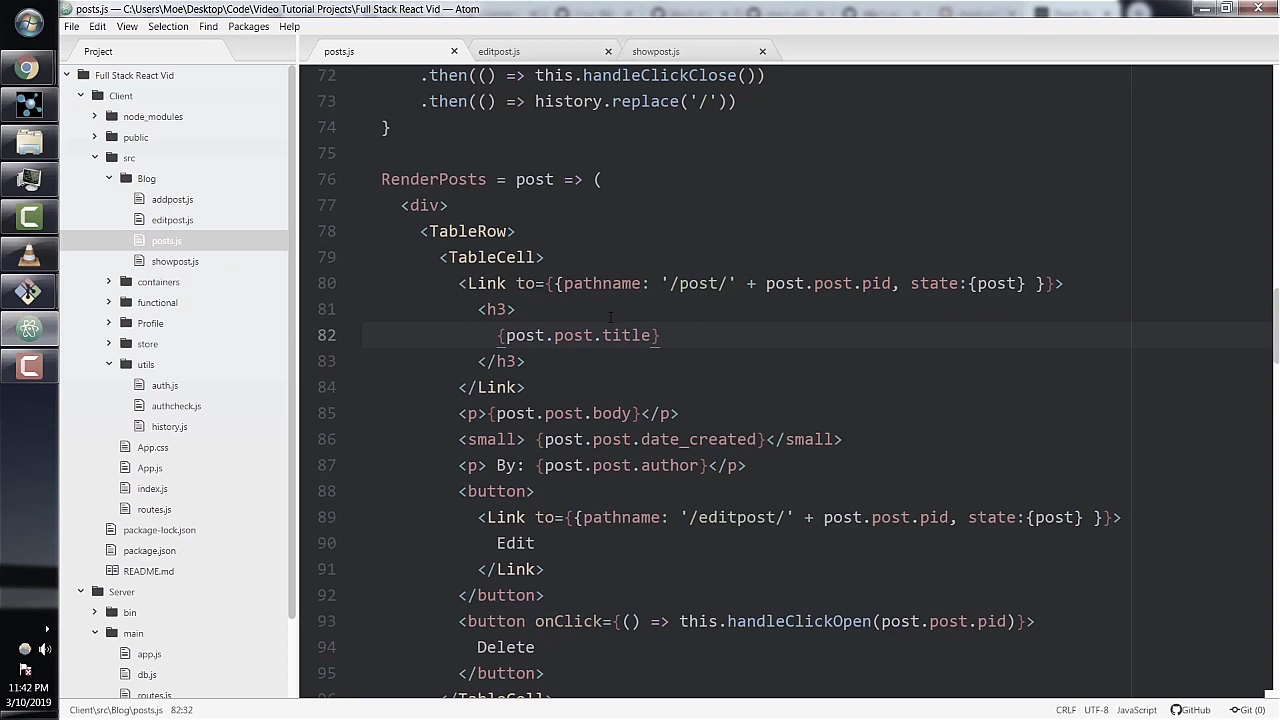 posts.js — C:\Users\Moe\Desktop\Code\Video Tutorial Projects\Full Stack React Vid — Atom
File Edit View Selection Find Packages Help
Project
posts.js
editpost.js
showpost.js
Full Stack React Vid
Client
node_modules
public
src
Blog
addpost.js
editpost.js
posts.js
showpost.js
containers
functional
Profile
store
utils
auth.js
authcheck.js
history.js
App.css
App.js
index.js
routes.js
package-lock.json
package.json
README.md
Server
bin
main
app.js
db.js
routes.js
72 .then(() => this.handleClickClose())
73 .then(() => history.replace('/'))
74 }
75
76 RenderPosts = post => (
77 <div>
78 <TableRow>
79 <TableCell>
80 <Link to={{pathname: '/post/' + post.post.pid, state:{post} }}>
81 <h3>
82 {post.post.title}
83 </h3>
84 </Link>
85 <p>{post.post.body}</p>
86 <small> {post.post.date_created}</small>
87 <p> By: {post.post.author}</p>
88 <button>
89 <Link to={{pathname: '/editpost/' + post.post.pid, state:{post} }}>
90 Edit
91 </Link>
92 </button>
93 <button onClick={() => this.handleClickOpen(post.post.pid)}>
94 Delete
95 </button>
96 </TableCell>
11:42 PM
3/10/2019
Client\src\Blog\posts.js 82:32
CRLF UTF-8 JavaScript GitHub Git (0)